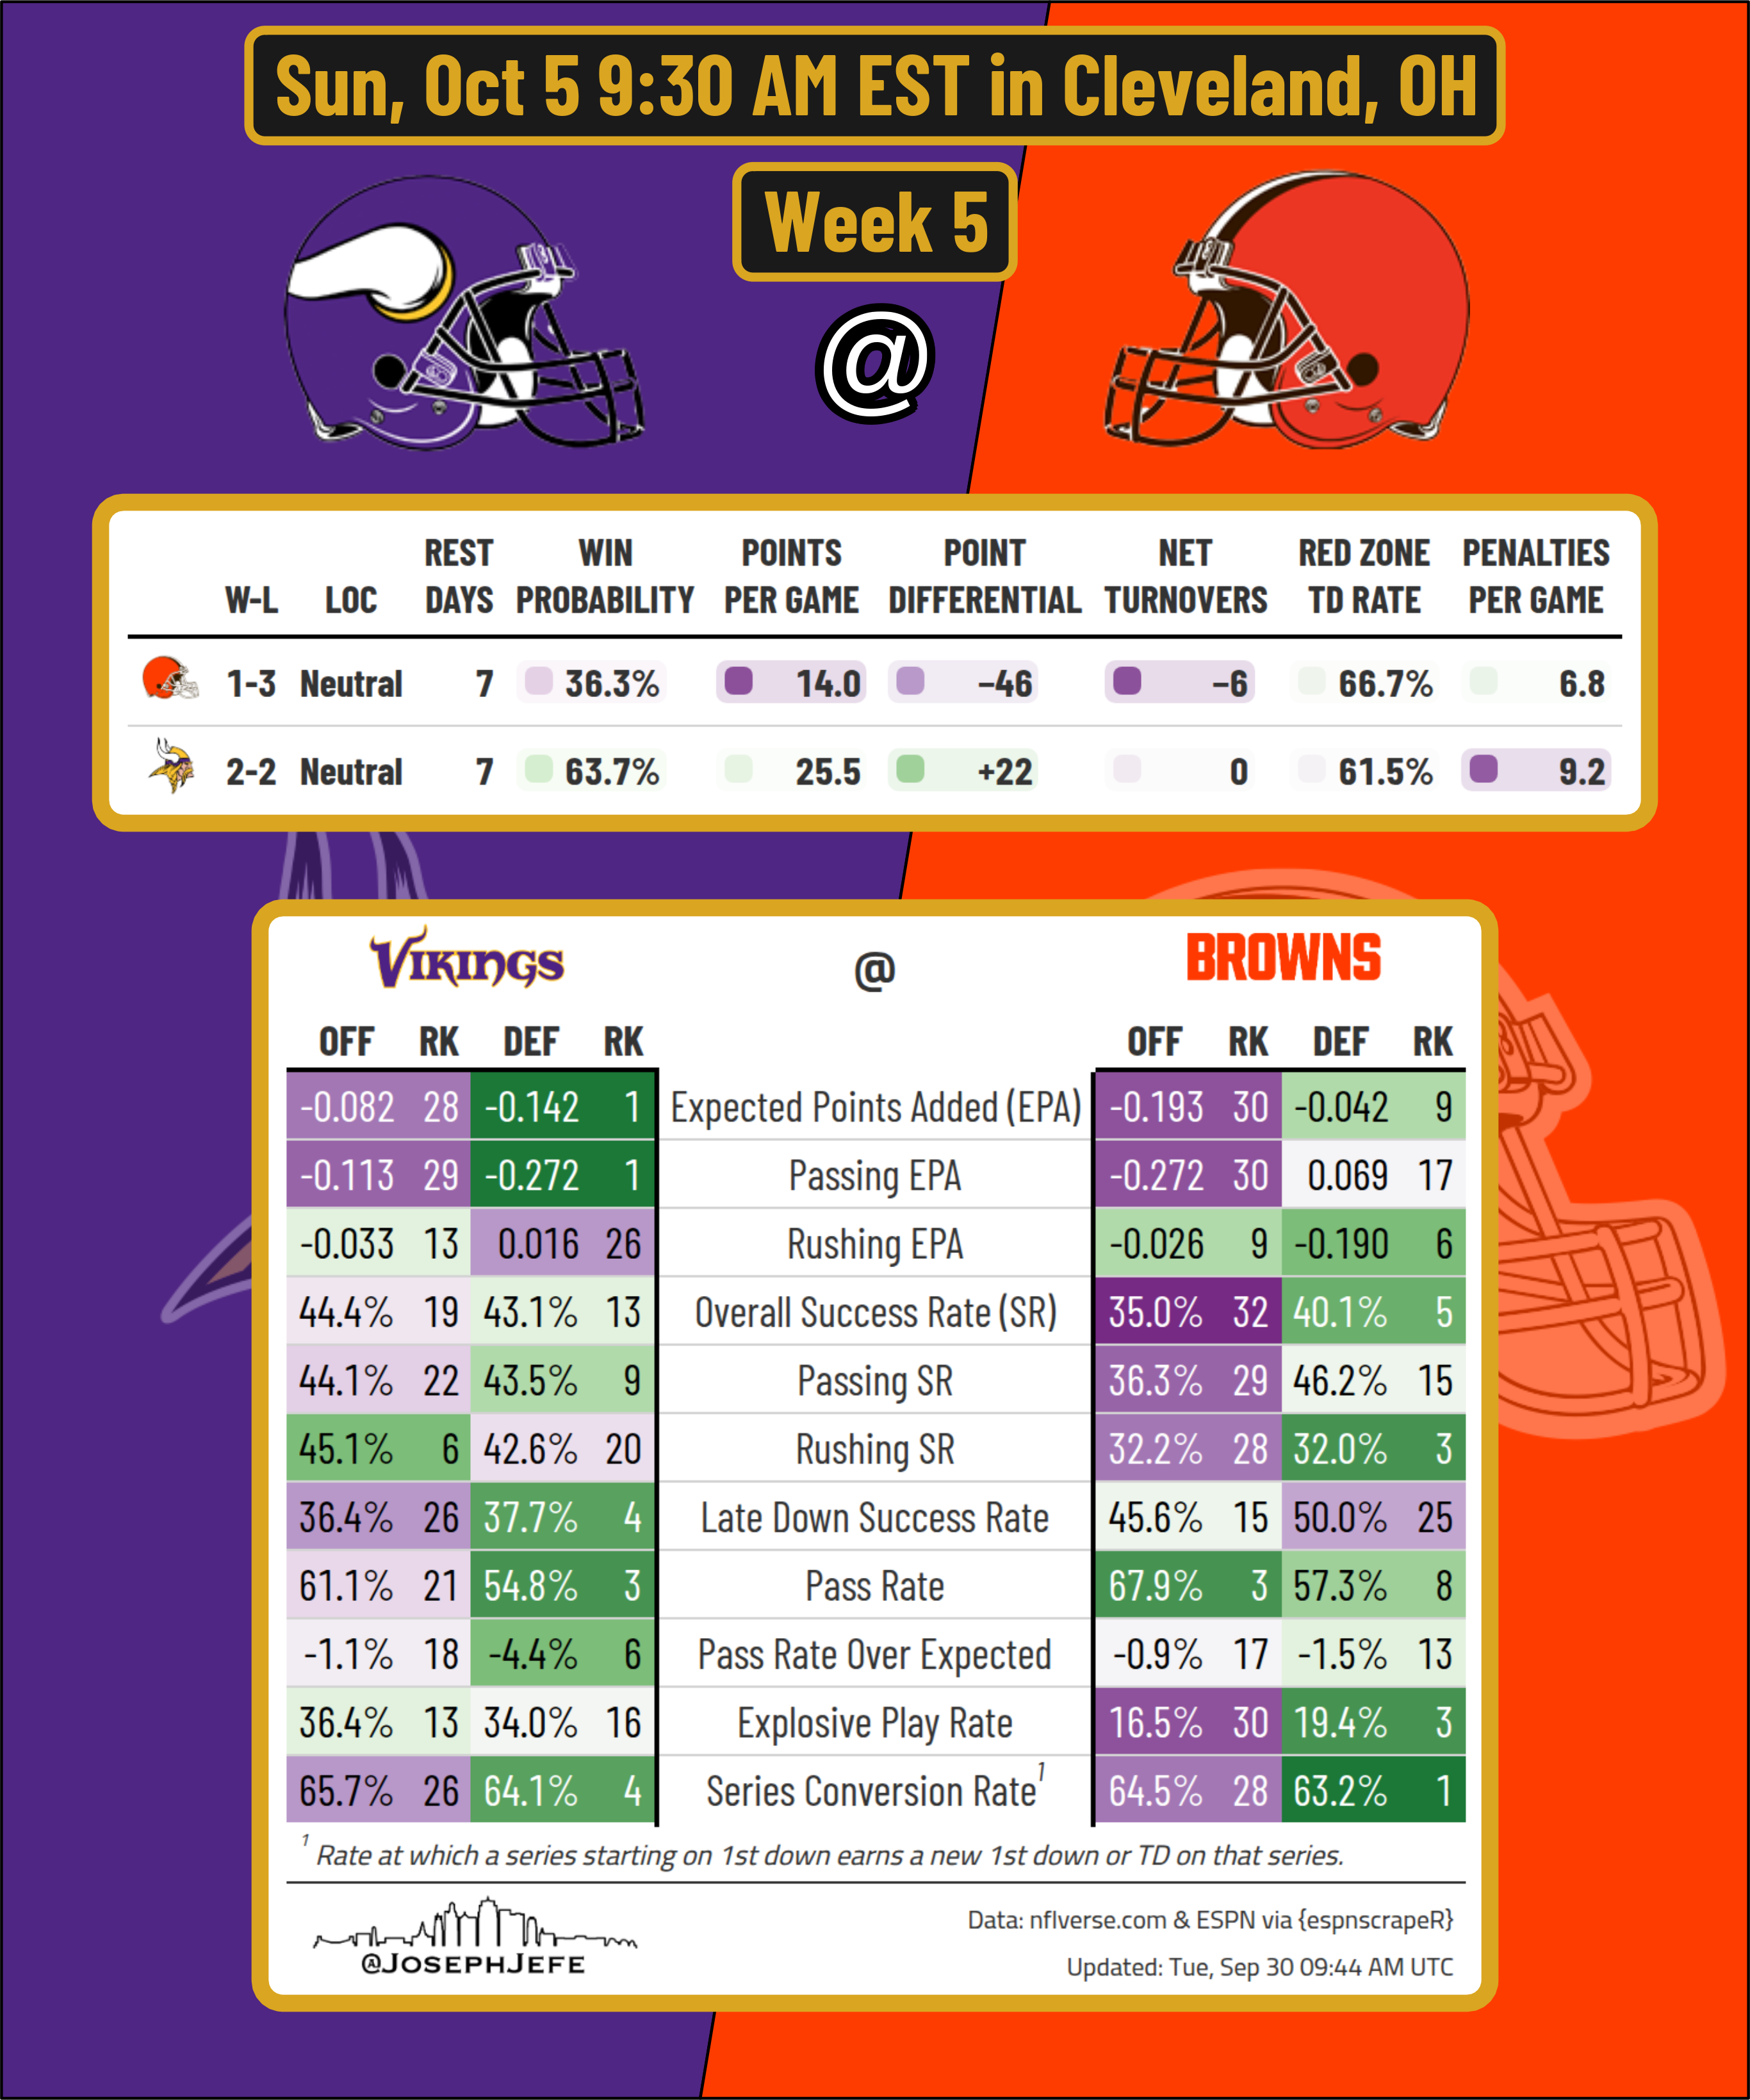 Sun, Oct 5 9:30 AM EST in Cleveland, OH
Week 5
@
REST WIN POINTS POINT NET RED ZONE PENALTIES
W-L LOC DAYS PROBABILITY PER GAME DIFFERENTIAL TURNOVERS TD RATE PER GAME
1-3 Neutral 7 36.3% 14.0 −46 −6 66.7% 6.8
2-2 Neutral 7 63.7% 25.5 +22 0 61.5% 9.2
VIKINGS @ BROWNS
OFF RK DEF RK OFF RK DEF RK
-0.082 28 -0.142 1 Expected Points Added (EPA) -0.193 30 -0.042 9
-0.113 29 -0.272 1 Passing EPA -0.272 30 0.069 17
-0.033 13 0.016 26 Rushing EPA -0.026 9 -0.190 6
44.4% 19 43.1% 13 Overall Success Rate (SR) 35.0% 32 40.1% 5
44.1% 22 43.5% 9 Passing SR 36.3% 29 46.2% 15
45.1% 6 42.6% 20 Rushing SR 32.2% 28 32.0% 3
36.4% 26 37.7% 4 Late Down Success Rate 45.6% 15 50.0% 25
61.1% 21 54.8% 3 Pass Rate 67.9% 3 57.3% 8
-1.1% 18 -4.4% 6 Pass Rate Over Expected -0.9% 17 -1.5% 13
36.4% 13 34.0% 16 Explosive Play Rate 16.5% 30 19.4% 3
65.7% 26 64.1% 4 Series Conversion Rate¹ 64.5% 28 63.2% 1
¹ Rate at which a series starting on 1st down earns a new 1st down or TD on that series.
@JOSEPHJEFE
Data: nflverse.com & ESPN via {espnscrapeR}
Updated: Tue, Sep 30 09:44 AM UTC